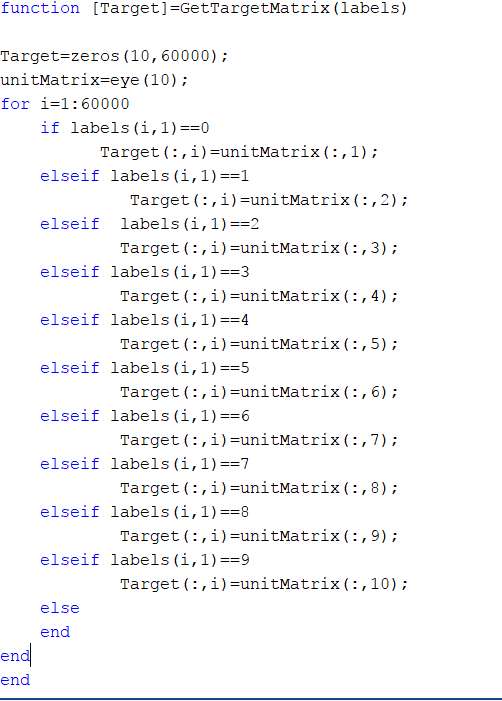 function [Target]=GetTargetMatrix(labels)
Target=zeros(10,60000);
unitMatrix=eye(10);
for i=1:60000
if labels(i,1)==0
Target(:,i)=unitMatrix(:,1);
elseif labels(i,1)==1
Target(:,i)=unitMatrix(:,2);
elseif  labels(i,1)==2
Target(:,i)=unitMatrix(:,3);
elseif labels(i,1)==3
Target(:,i)=unitMatrix(:,4);
elseif labels(i,1)==4
Target(:,i)=unitMatrix(:,5);
elseif labels(i,1)==5
Target(:,i)=unitMatrix(:,6);
elseif labels(i,1)==6
Target(:,i)=unitMatrix(:,7);
elseif labels(i,1)==7
Target(:,i)=unitMatrix(:,8);
elseif labels(i,1)==8
Target(:,i)=unitMatrix(:,9);
elseif labels(i,1)==9
Target(:,i)=unitMatrix(:,10);
else
end
end
end